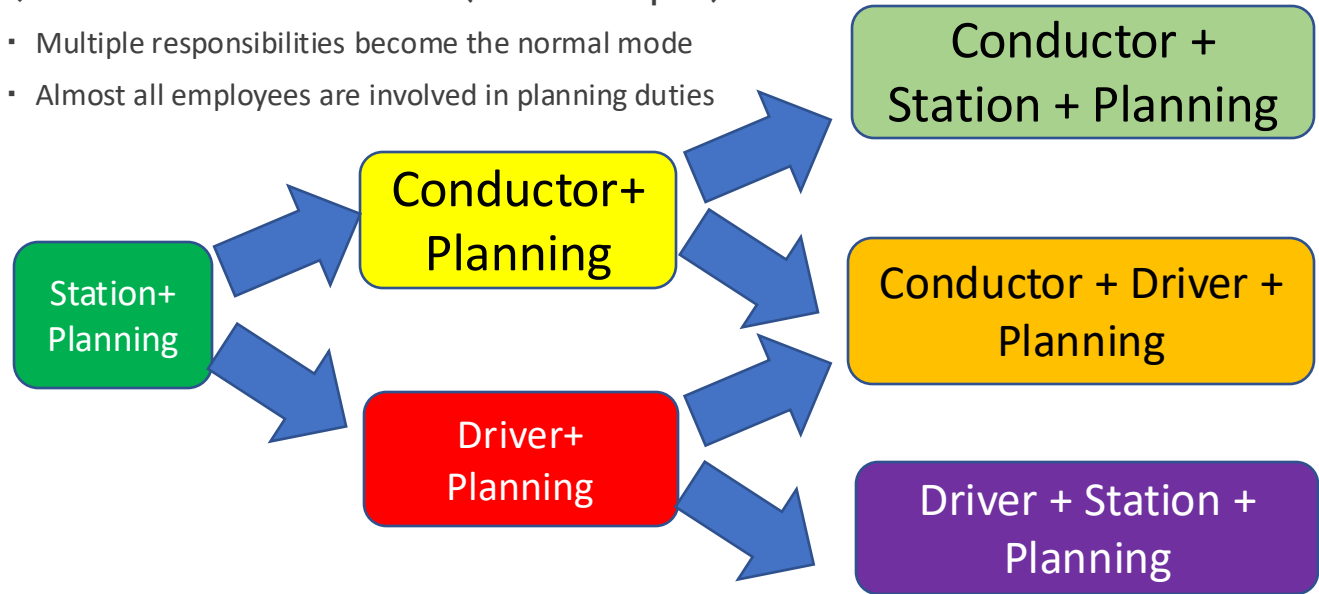 ▪ Multiple responsibilities become the normal mode
▪ Almost all employees are involved in planning duties
Conductor +
Station + Planning
Conductor+
Planning
Station+
Planning
Conductor + Driver +
Planning
Driver+
Planning
Driver + Station +
Planning